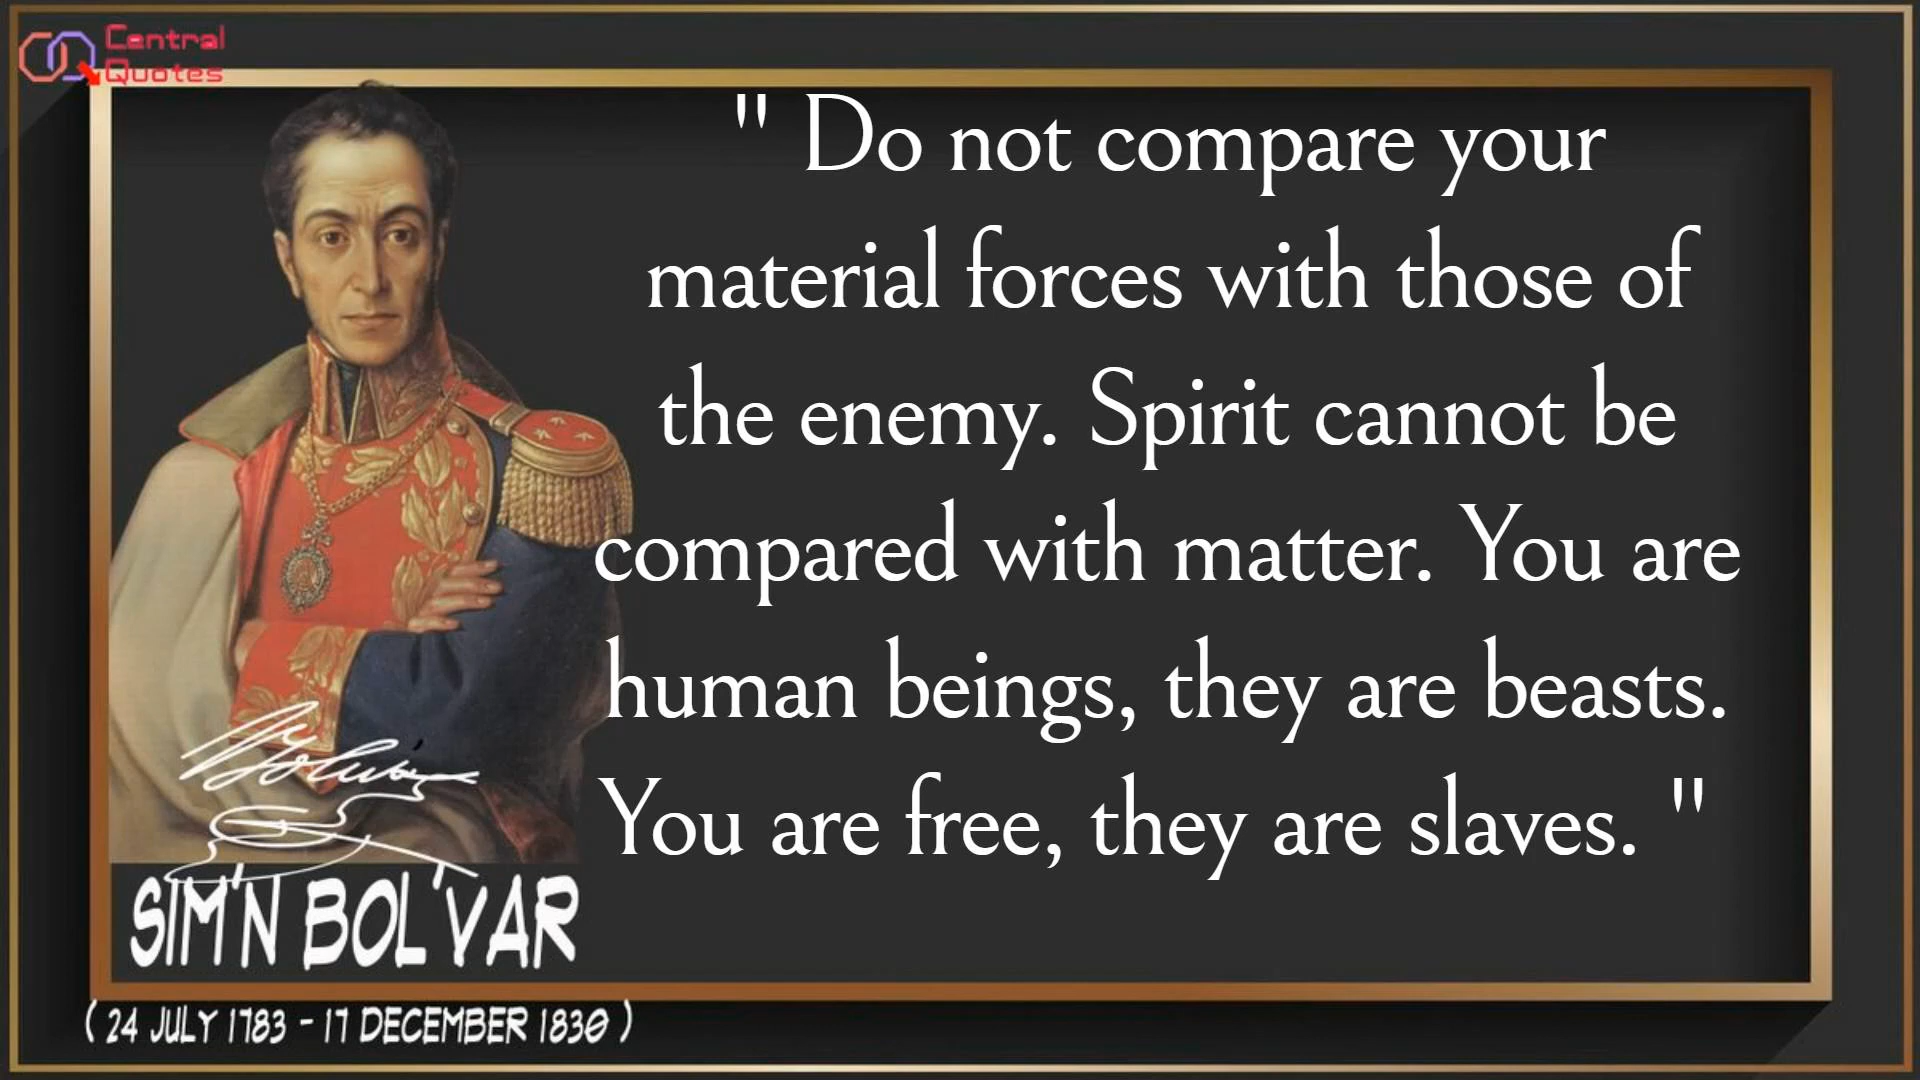 Central
Quotes
" Do not compare your
material forces with those of
the enemy. Spirit cannot be
compared with matter. You are
human beings, they are beasts.
You are free, they are slaves. "
Bolivar
SIM'N BOL'VAR
( 24 JULY 1783 - 17 DECEMBER 1830 )